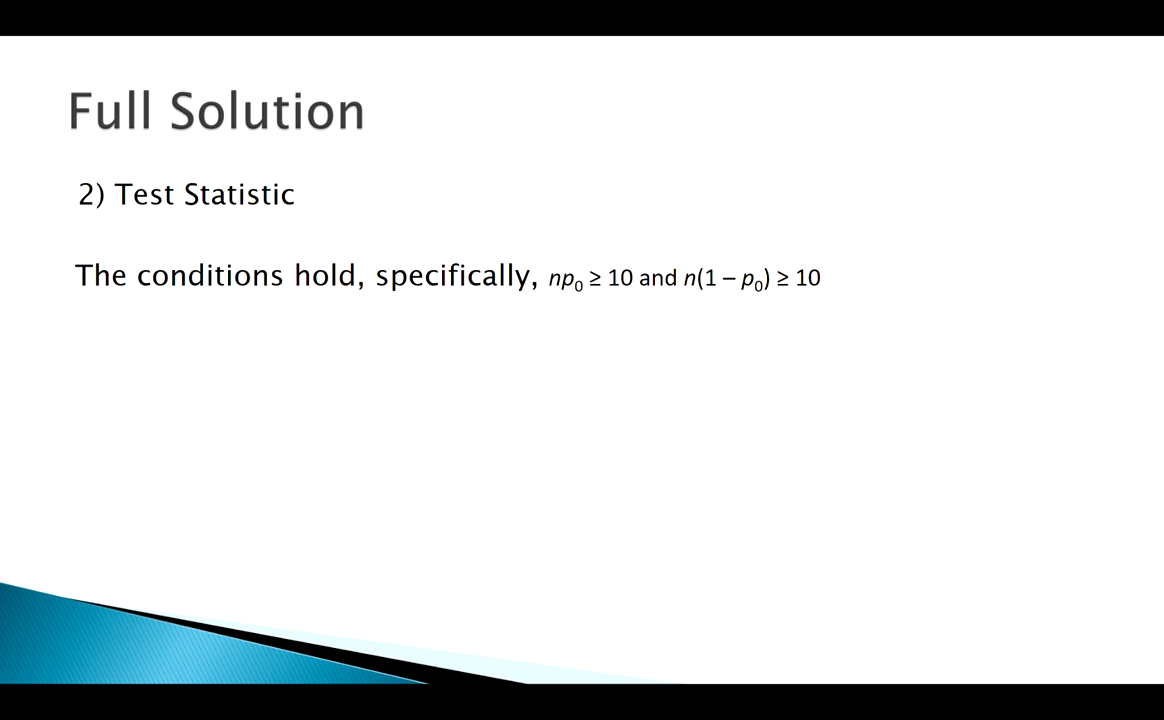 Full Solution
2) Test Statistic
The conditions hold, specifically, np₀ ≥ 10 and n(1 – p₀) ≥ 10